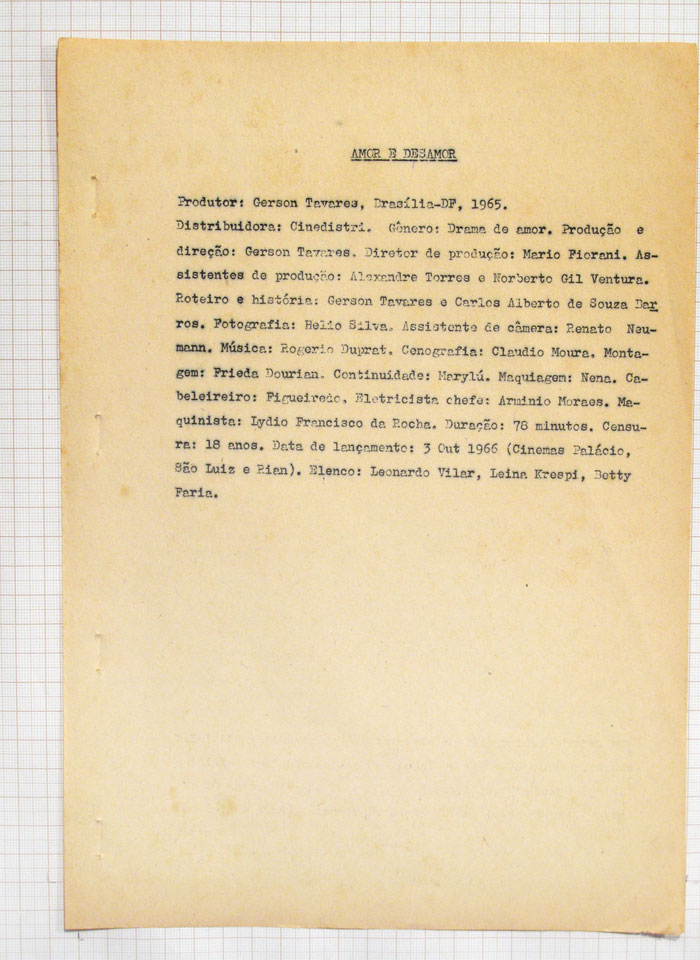 AMOR E DESAMOR
Produtor: Gerson Tavares, Brasília-DF, 1965.
Distribuidora: Cinedistri. Gênero: Drama de amor. Produção e
direção: Gerson Tavares. Diretor de produção: Mario Fiorani. As-
sistentes de produção: Alexandre Torres e Norberto Gil Ventura.
Roteiro e história: Gerson Tavares e Carlos Alberto de Souza Bar
ros. Fotografia: Helio Silva. Assistente de câmera: Renato Neu-
mann. Música: Rogerio Duprat. Cenografia: Claudio Moura. Monta-
gem: Frieda Dourian. Continuidade: Marylú. Maquiagem: Nena. Ca-
beleireiro: Figueiredo. Eletricista chefe: Arminio Moraes. Ma-
quinista: Lydio Francisco da Rocha. Duração: 78 minutos. Censu-
ra: 18 anos. Data de lançamento: 3 Out 1966 (Cinemas Palácio,
São Luiz e Rian). Elenco: Leonardo Vilar, Leina Krespi, Betty
Faria.